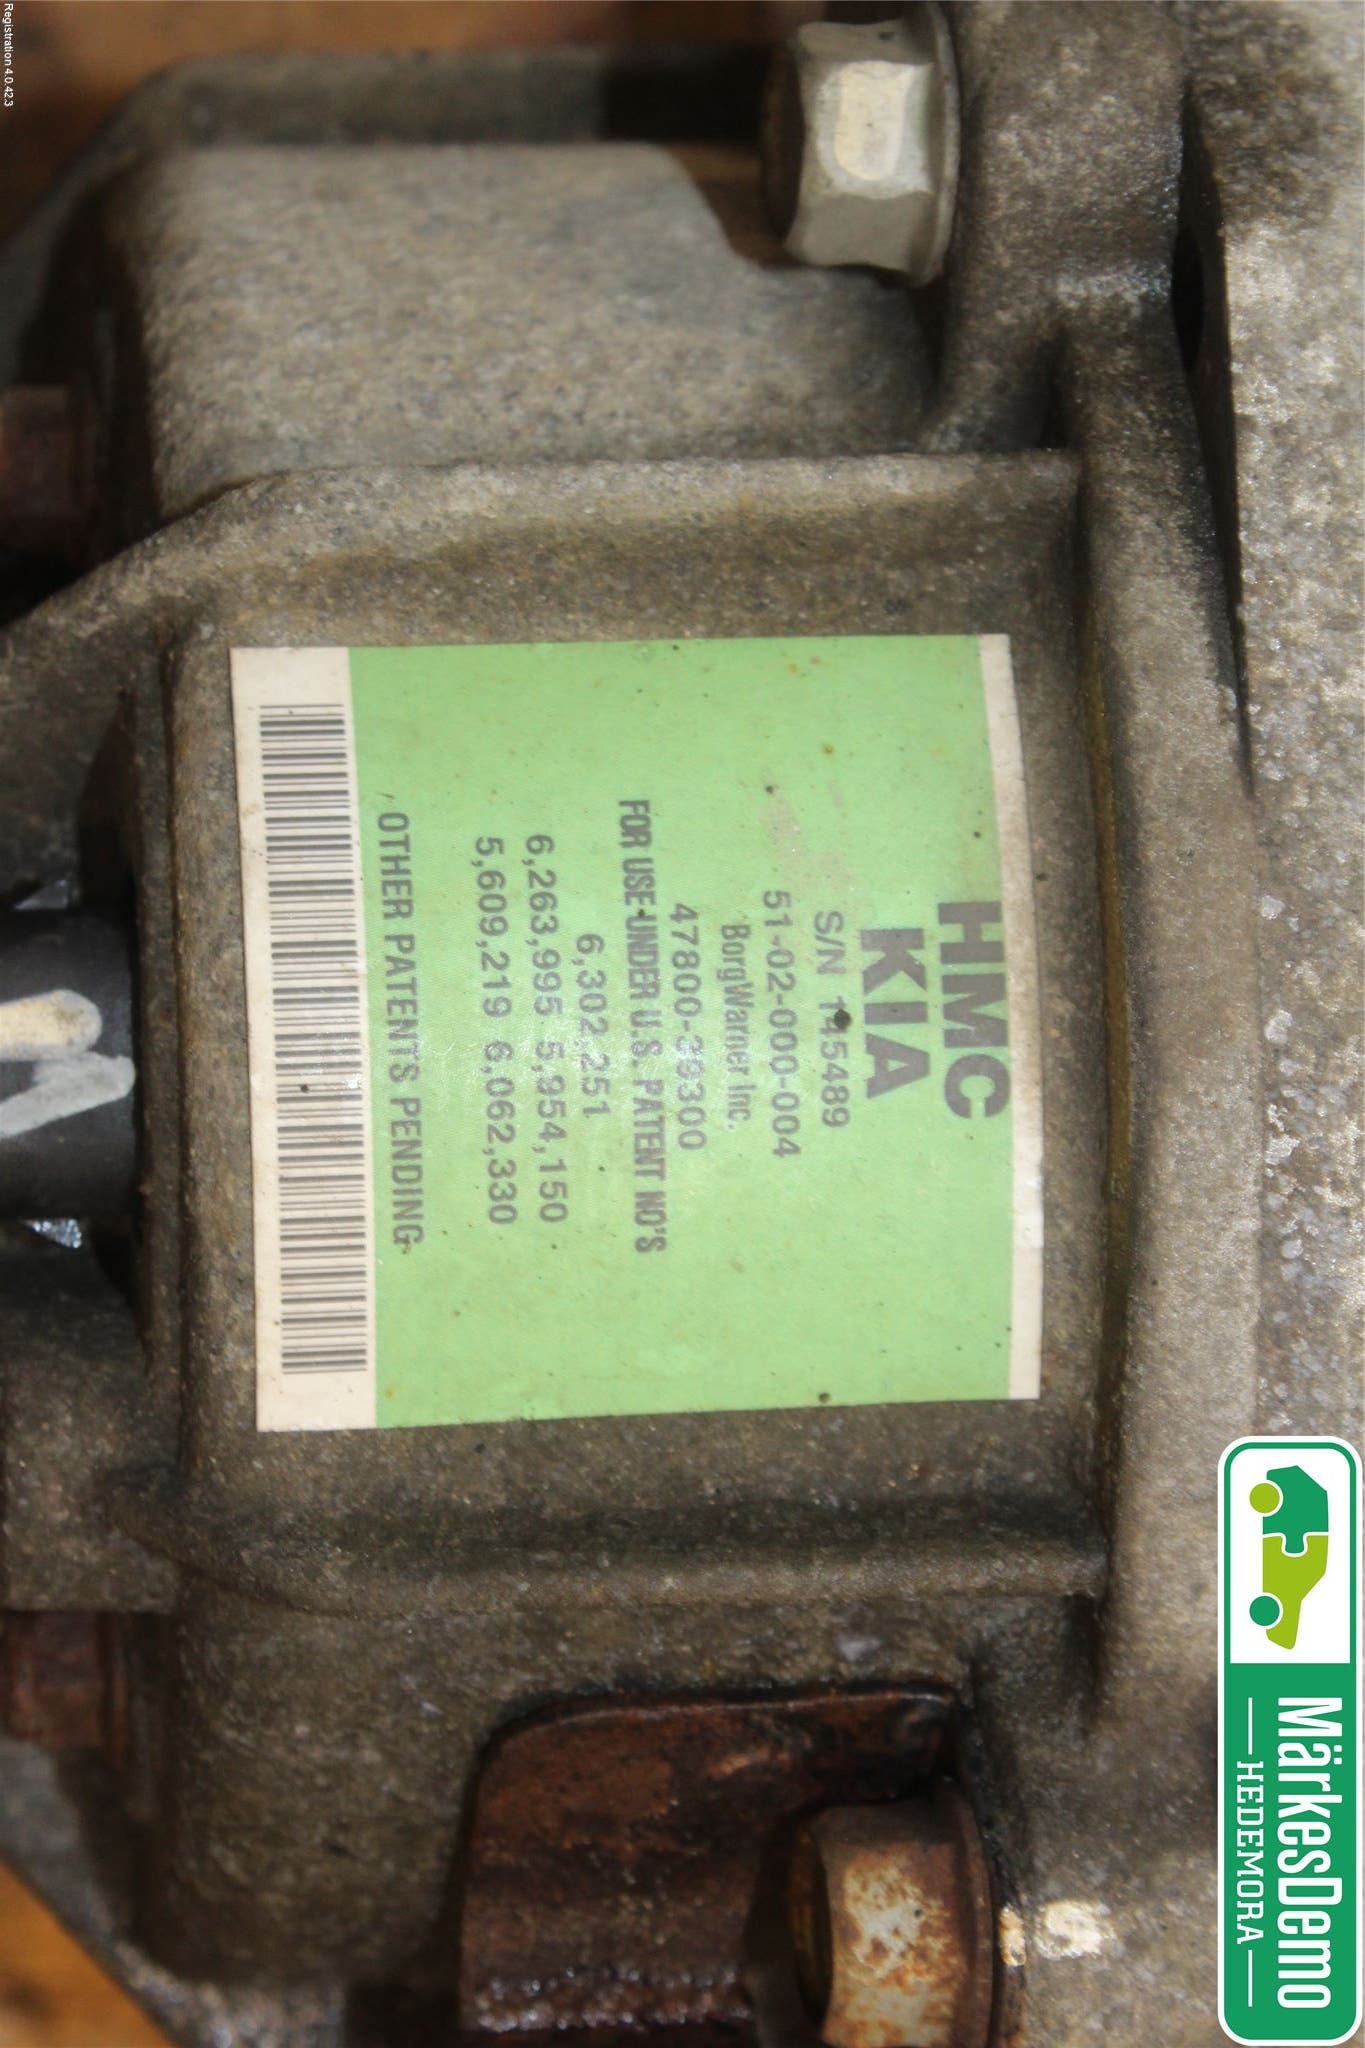 HMC
KIA
S/N 145489
51-02-000-004
BorgWarner Inc.
47800-39300
FOR USE-UNDER U.S. PATENT NO'S
6,302,251
6,263,995 5,954,150
5,609,219 6,062,330
OTHER PATENTS PENDING
MärkesDemo
HEDEMORA
Registration 4.0.42.3